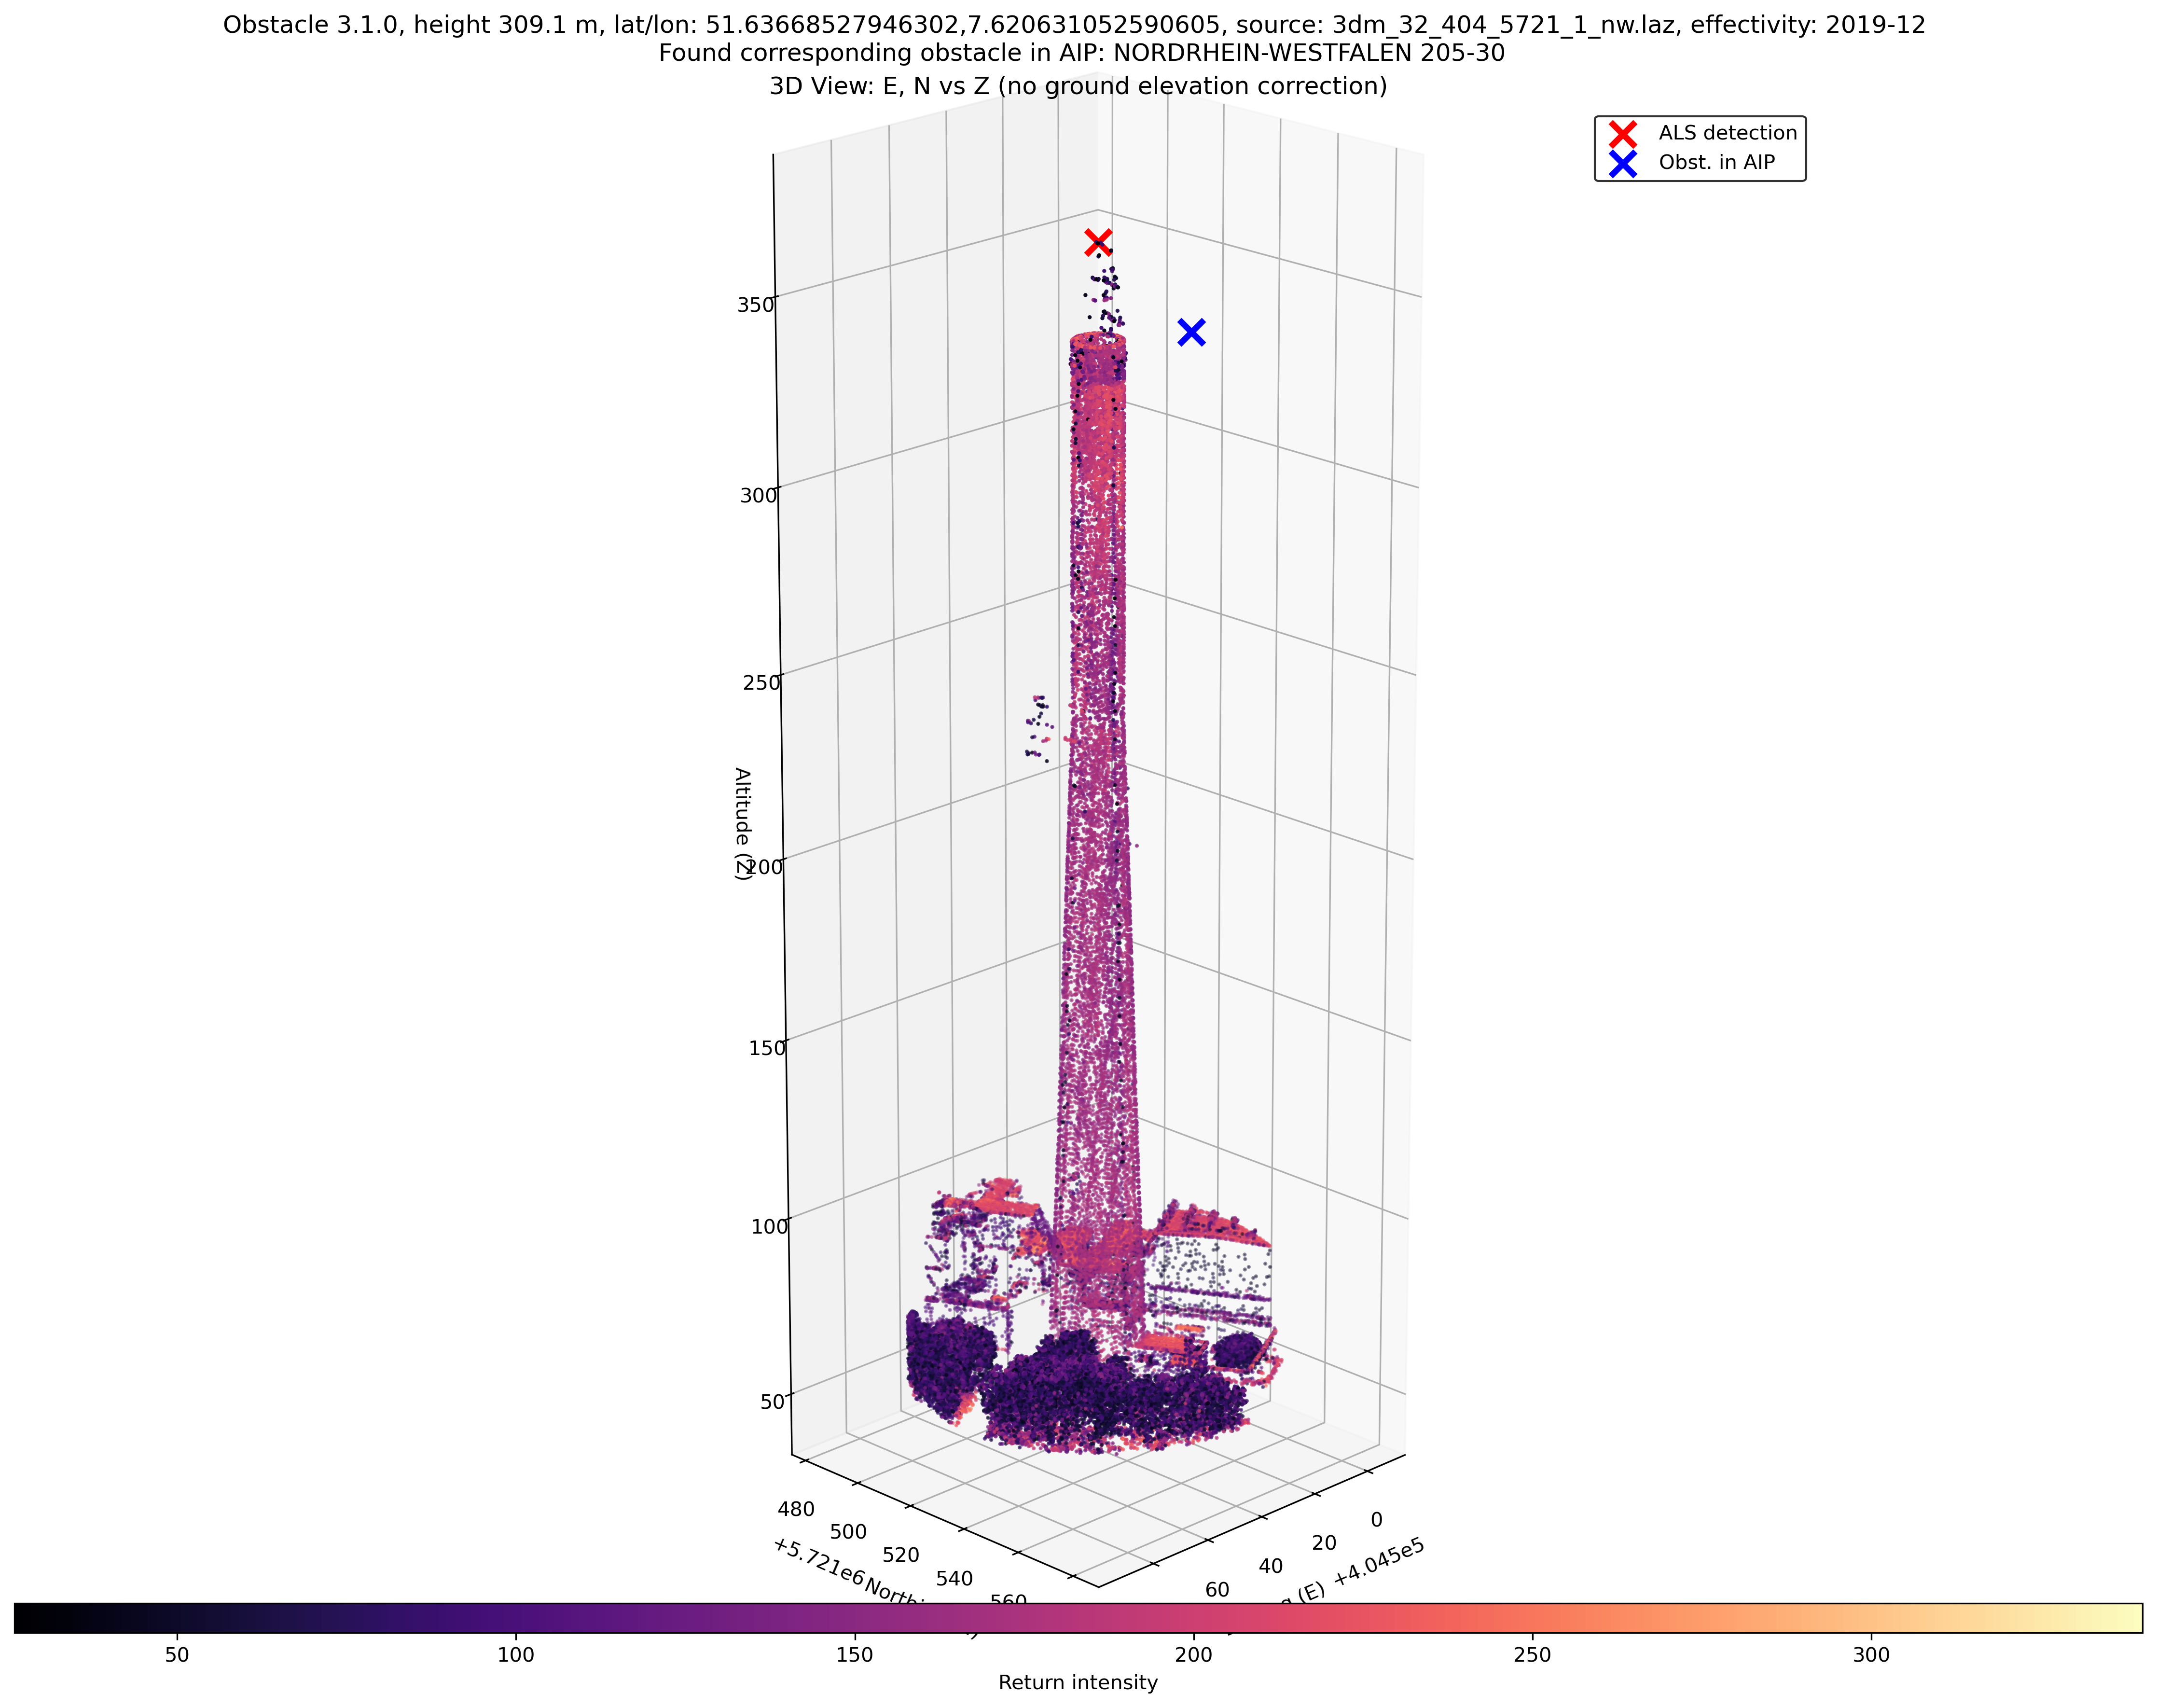 Obstacle 3.1.0, height 309.1 m, lat/lon: 51.63668527946302,7.620631052590605, source: 3dm_32_404_5721_1_nw.laz, effectivity: 2019-12
Found corresponding obstacle in AIP: NORDRHEIN-WESTFALEN 205-30
3D View: E, N vs Z (no ground elevation correction)
ALS detection
Obst. in AIP
350
300
250
200
150
100
50
Altitude (Z)
480
500
520
540
560
+5.721e6
0
20
40
60
+4.045e5
(E)
50
100
150
200
250
300
Return intensity